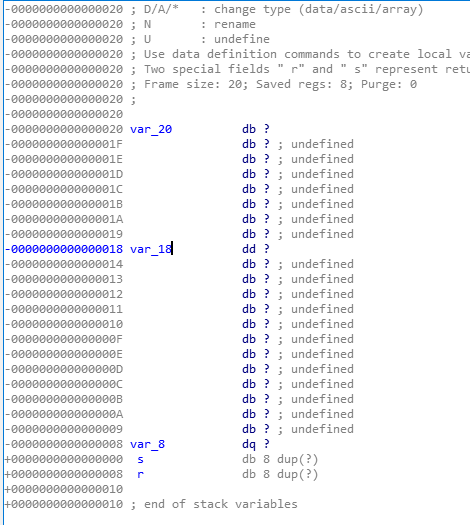 -0000000000000020 ; D/A/*   : change type (data/ascii/array)
-0000000000000020 ; N       : rename
-0000000000000020 ; U       : undefine
-0000000000000020 ; Use data definition commands to create local va
-0000000000000020 ; Two special fields " r" and " s" represent retu
-0000000000000020 ; Frame size: 20; Saved regs: 8; Purge: 0
-0000000000000020 ;
-0000000000000020
-0000000000000020 var_20          db ?
-000000000000001F                 db ? ; undefined
-000000000000001E                 db ? ; undefined
-000000000000001D                 db ? ; undefined
-000000000000001C                 db ? ; undefined
-000000000000001B                 db ? ; undefined
-000000000000001A                 db ? ; undefined
-0000000000000019                 db ? ; undefined
-0000000000000018 var_18          dd ?
-0000000000000014                 db ? ; undefined
-0000000000000013                 db ? ; undefined
-0000000000000012                 db ? ; undefined
-0000000000000011                 db ? ; undefined
-0000000000000010                 db ? ; undefined
-000000000000000F                 db ? ; undefined
-000000000000000E                 db ? ; undefined
-000000000000000D                 db ? ; undefined
-000000000000000C                 db ? ; undefined
-000000000000000B                 db ? ; undefined
-000000000000000A                 db ? ; undefined
-0000000000000009                 db ? ; undefined
-0000000000000008 var_8           dq ?
+0000000000000000  s              db 8 dup(?)
+0000000000000008  r              db 8 dup(?)
+0000000000000010
+0000000000000010 ; end of stack variables